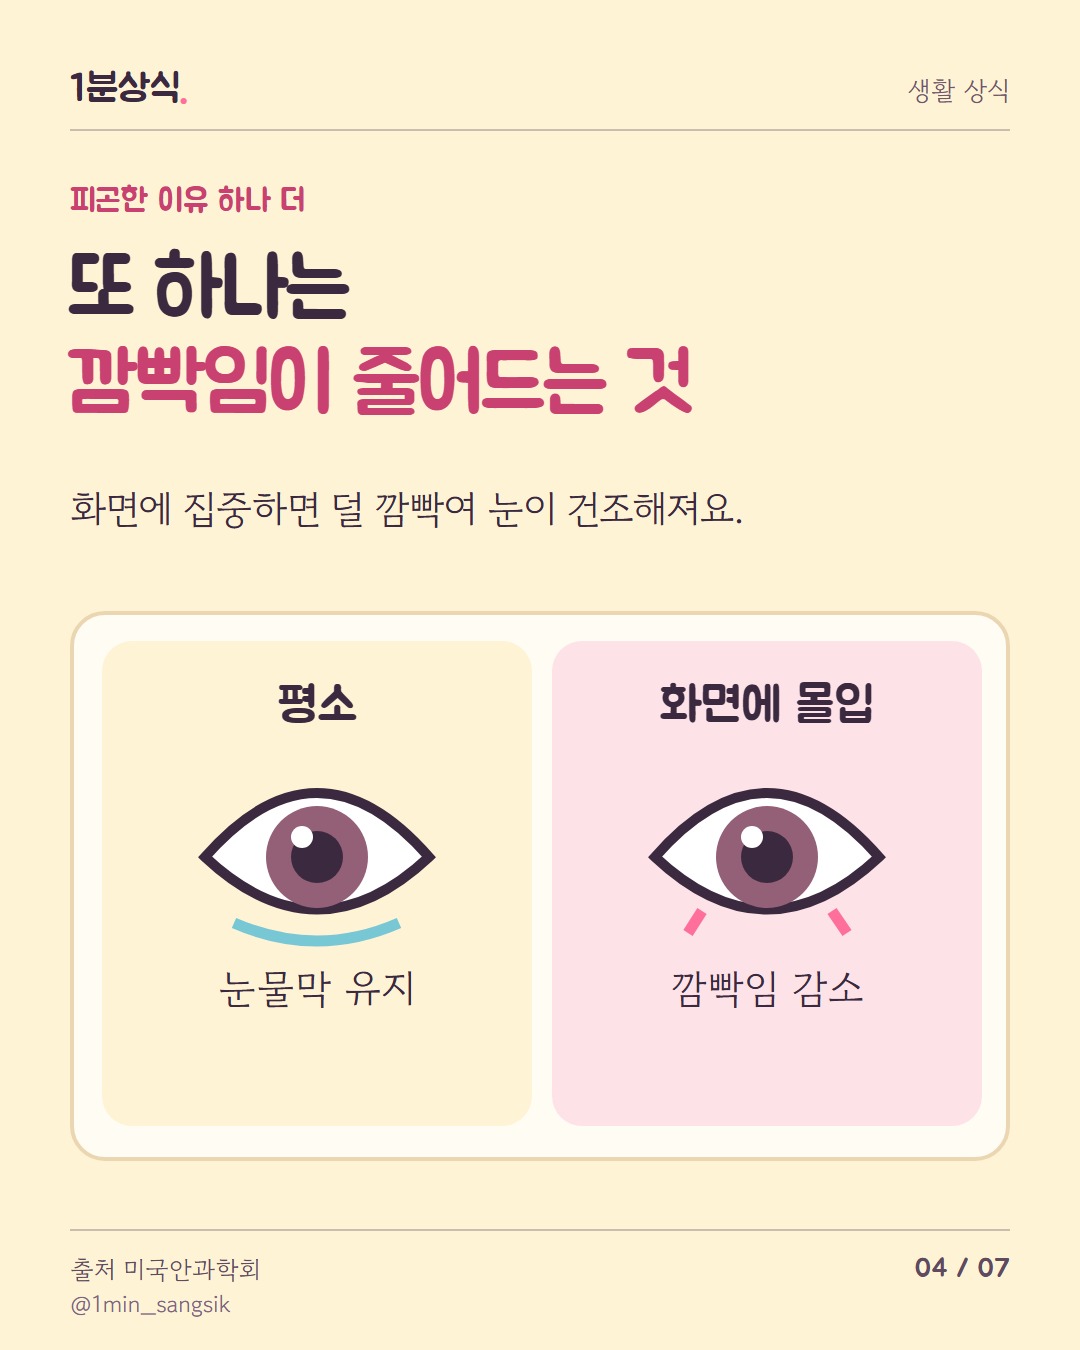 1분상식.
생활 상식
피곤한 이유 하나 더
또 하나는
깜빡임이 줄어드는 것
화면에 집중하면 덜 깜빡여 눈이 건조해져요.
평소
화면에 몰입
눈물막 유지
깜빡임 감소
출처 미국안과학회
@1min_sangsik
04 / 07